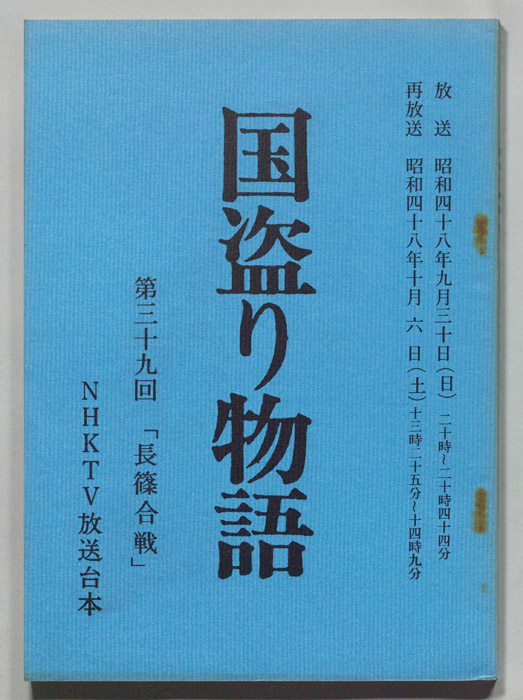 放　送　昭和四十八年九月三十日（日）二十時～二十時四十四分
再放送　昭和四十八年十月　六　日（土）十三時二十五分～十四時九分
国盗り物語
第三十九回　「長篠合戦」
ＮＨＫＴＶ放送台本